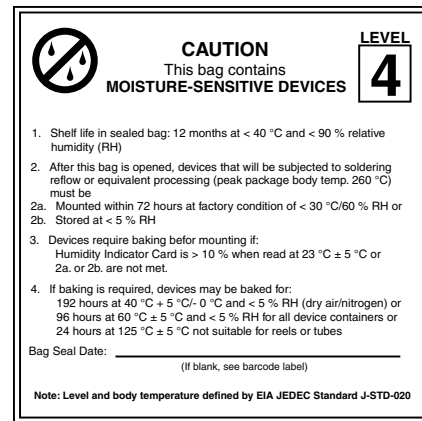 LEVEL
CAUTION
4
This bag contains
MOISTURE-SENSITIVE DEVICES
1. Shelf life in sealed bag: 12 months at < 40 °C and < 90 % relative
humidity (RH)
2. After this bag is opened, devices that will be subjected to soldering
reflow or equivalent processing (peak package body temp. 260 °C)
must be
2a. Mounted within 72 hours at factory condition of < 30 °C/60 % RH or
2b. Stored at < 5 % RH
3. Devices require baking befor mounting if:
Humidity Indicator Card is > 10 % when read at 23 °C ± 5 °C or
2a. or 2b. are not met.
4. If baking is required, devices may be baked for:
192 hours at 40 °C + 5 °C/- 0 °C and < 5 % RH (dry air/nitrogen) or
96 hours at 60 °C ± 5 °C and < 5 % RH for all device containers or
24 hours at 125 °C ± 5 °C not suitable for reels or tubes
Bag Seal Date:
(If blank, see barcode label)
Note: Level and body temperature defined by EIA JEDEC Standard J-STD-020